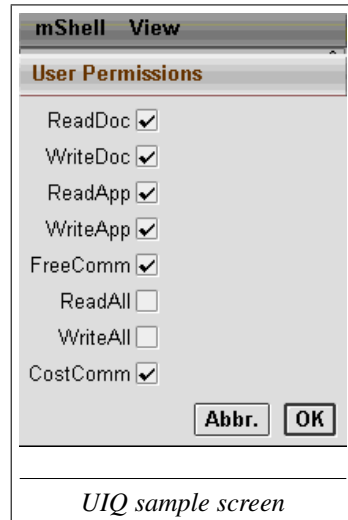 mShell View
User Permissions
ReadDoc
WriteDoc
ReadApp
WriteApp
FreeComm
ReadAll
WriteAll
CostComm
Abbr. OK
UIQ sample screen